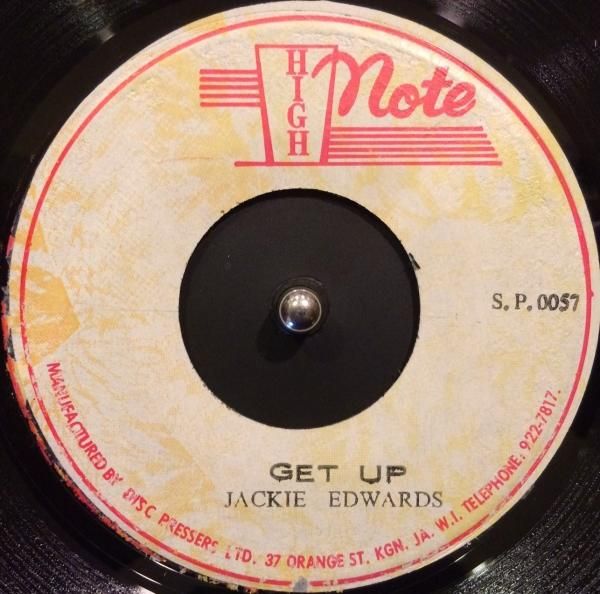 HIGH Note
S. P. 0057
GET UP
JACKIE EDWARDS
MANUFACTURED BY DISC PRESSERS LTD. 37 ORANGE ST. KGN. JA. W.I. TELEPHONE: 922-7817.